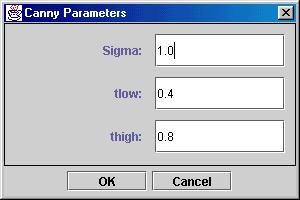 Canny Parameters
Sigma: 1.0
tlow: 0.4
thigh: 0.8
OK Cancel